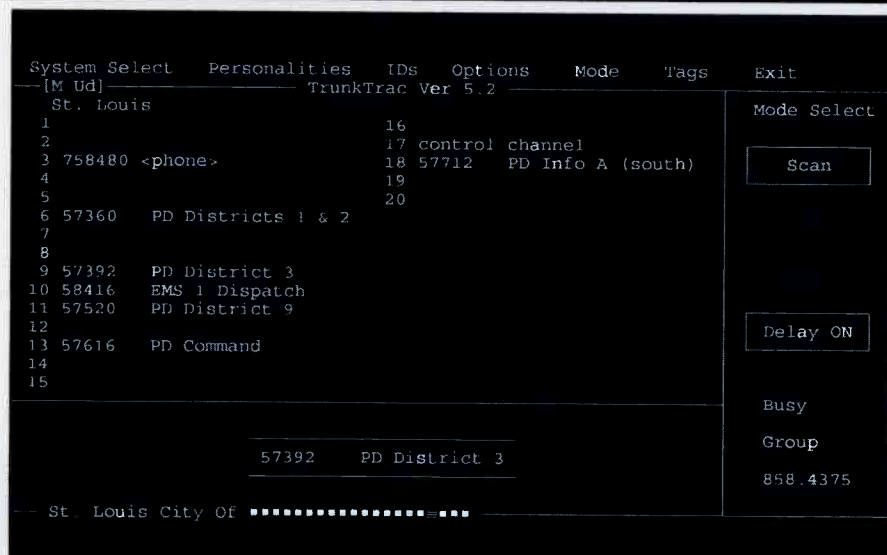 System Select Personalities IDs Options Mode Tags Exit
[M Ud] TrunkTrac Ver 5.2
St. Louis
1
2
3 758480 <phone>
4
5
6 57360 PD Districts 1 & 2
7
8
9 57392 PD District 3
10 58416 EMS 1 Dispatch
11 57520 PD District 9
12
13 57616 PD Command
14
15
16
17 control channel
18 57712 PD Info A (south)
19
20
Mode Select
Scan
Delay ON
Busy
Group
858.4375
57392 PD District 3
St. Louis City Of